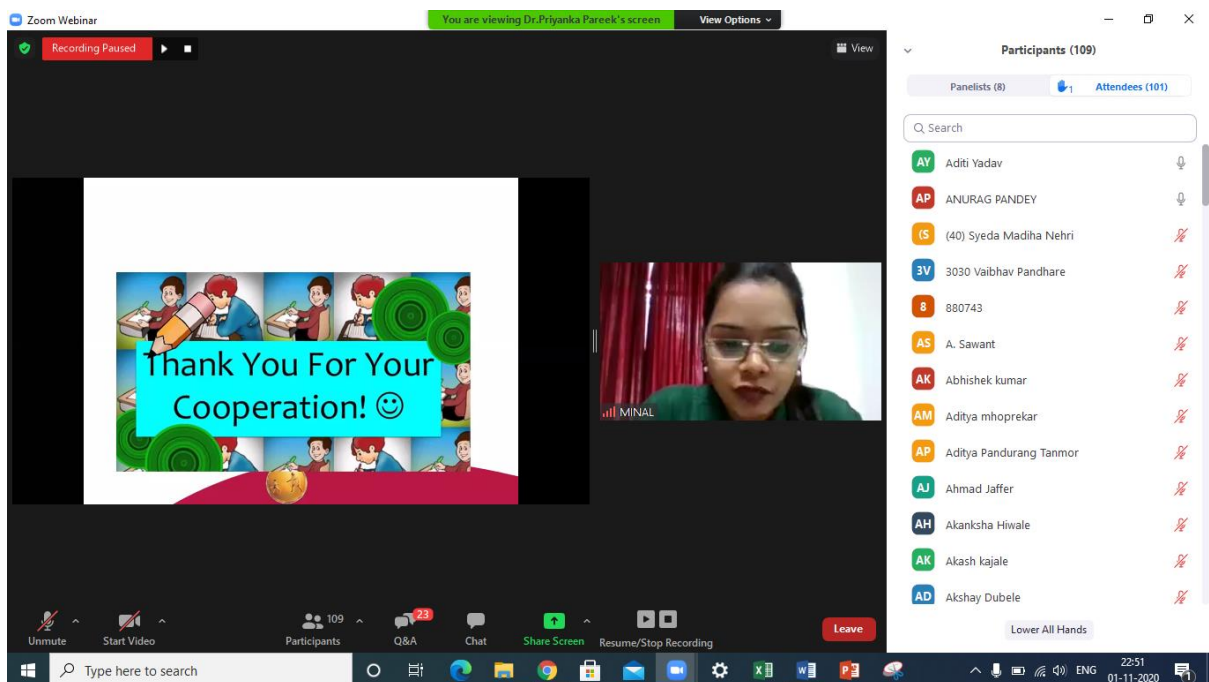 Zoom Webinar
You are viewing Dr.Priyanka Pareek's screen
View Options
Recording Paused
View
Participants (109)
Panelists (8)
1
Attendees (101)
Search
AY Aditi Yadav
AP ANURAG PANDEY
(S (40) Syeda Madiha Nehri
3V 3030 Vaibhav Pandhare
8 880743
AS A. Sawant
AK Abhishek kumar
AM Aditya mhoprekar
AP Aditya Pandurang Tanmor
AJ Ahmad Jaffer
AH Akanksha Hiwale
AK Akash kajale
AD Akshay Dubele
Lower All Hands
Thank You For Your
Cooperation! ☺
MINAL
Unmute
Start Video
109
Participants
23
Q&A
Chat
Share Screen
Resume/Stop Recording
Leave
Type here to search
ENG
22:51
01-11-2020
1